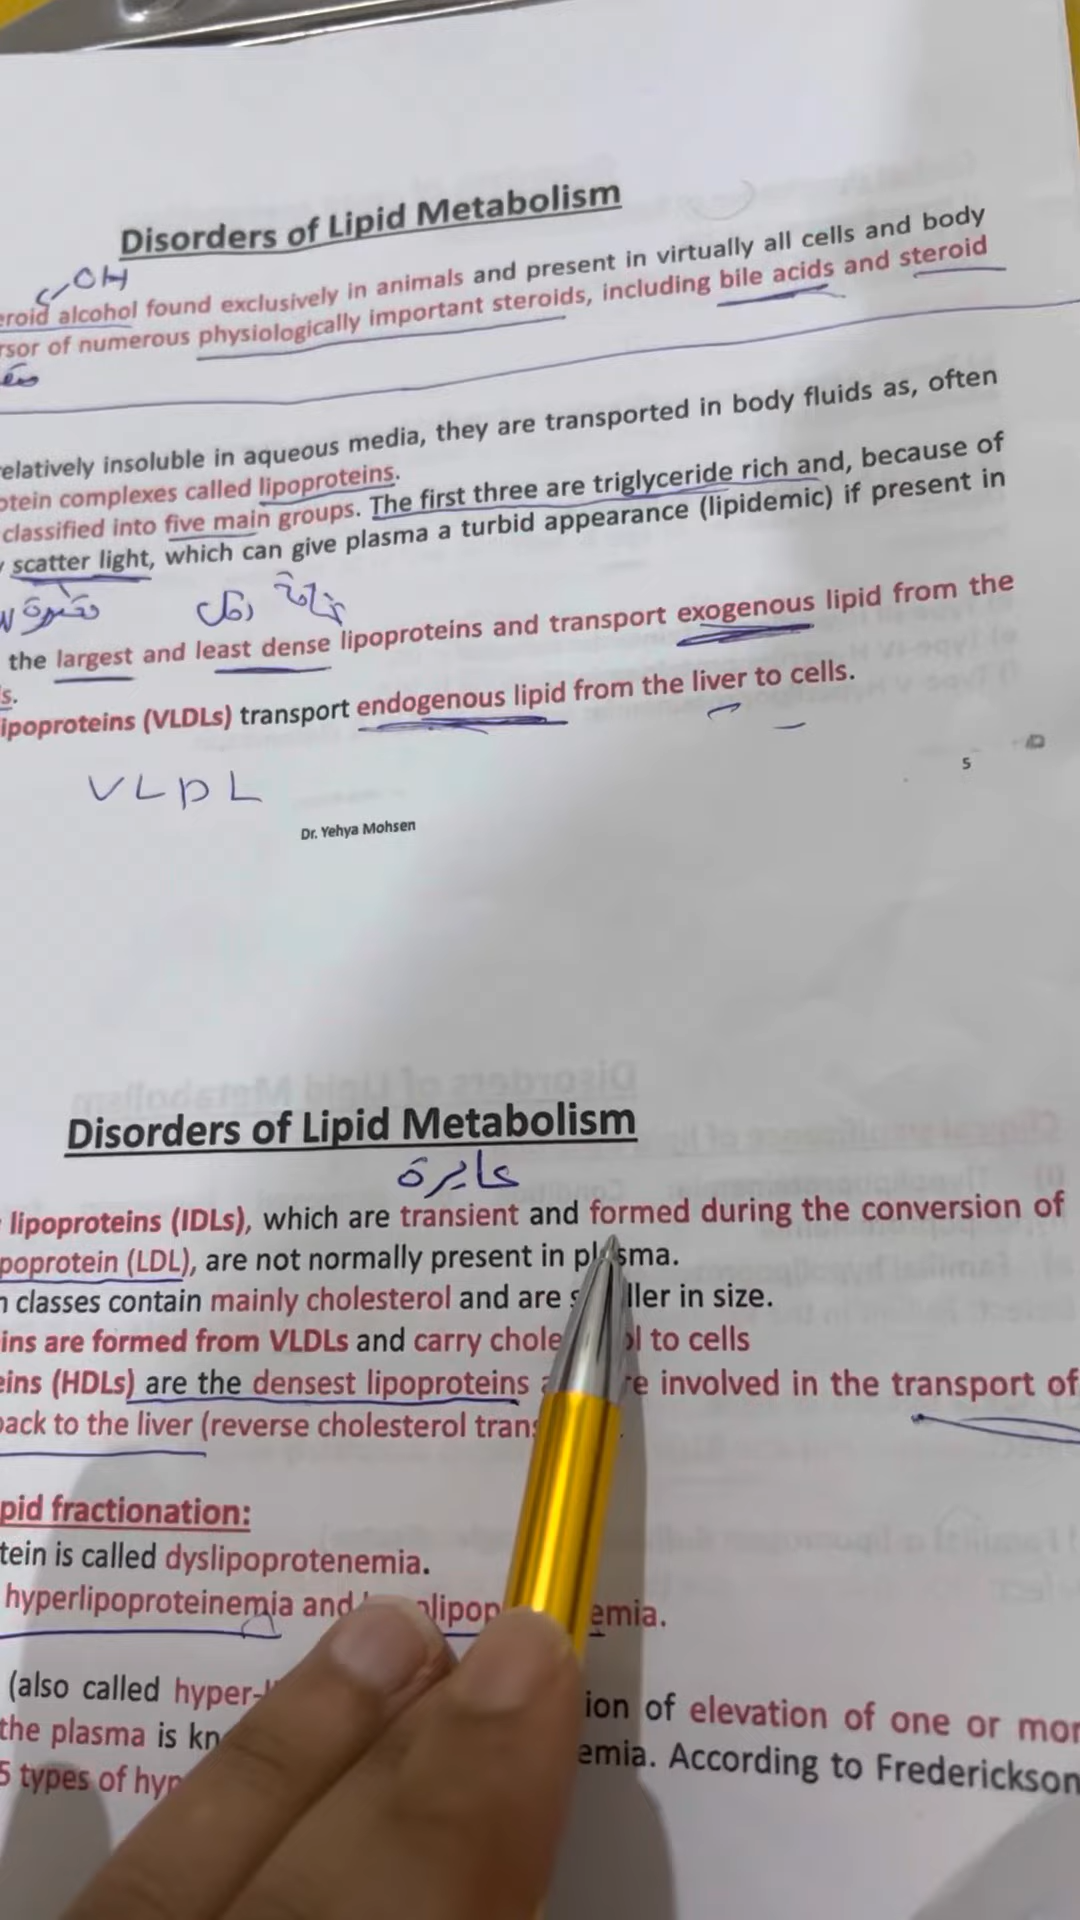 Disorders of Lipid Metabolism
OH
eroid alcohol found exclusively in animals and present in virtually all cells and body
rsor of numerous physiologically important steroids, including bile acids and steroid
elatively insoluble in aqueous media, they are transported in body fluids as, often
otein complexes called lipoproteins.
classified into five main groups. The first three are triglyceride rich and, because of
y scatter light, which can give plasma a turbid appearance (lipidemic) if present in
the largest and least dense lipoproteins and transport exogenous lipid from the
s.
ipoproteins (VLDLs) transport endogenous lipid from the liver to cells.
5
VLDL
Dr. Yehya Mohsen
Disorders of Lipid Metabolism
عابرة
lipoproteins (IDLs), which are transient and formed during the conversion of
poprotein (LDL), are not normally present in plasma.
n classes contain mainly cholesterol and are s ller in size.
ins are formed from VLDLs and carry chole ol to cells
eins (HDLs) are the densest lipoproteins a re involved in the transport of
back to the liver (reverse cholesterol trans
pid fractionation:
tein is called dyslipoprotenemia.
hyperlipoproteinemia and lipop emia.
(also called hyper-l ion of elevation of one or mor
the plasma is kn emia. According to Frederickson
5 types of hyp